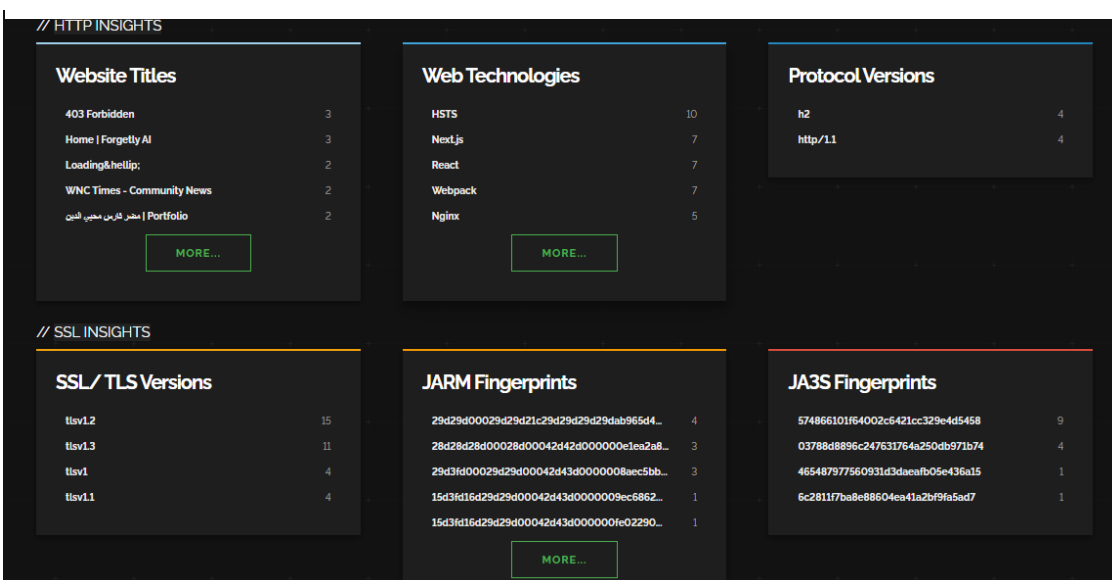 // HTTP INSIGHTS
Website Titles
403 Forbidden 3
Home | Forgetly AI 3
Loading&hellip; 2
WNC Times - Community News 2
مضر فارس محيي الدين | Portfolio 2
MORE...
Web Technologies
HSTS 10
Next.js 7
React 7
Webpack 7
Nginx 5
MORE...
Protocol Versions
h2 4
http/1.1 4
// SSL INSIGHTS
SSL/TLS Versions
tlsv1.2 15
tlsv1.3 11
tlsv1 4
tlsv1.1 4
JARM Fingerprints
29d29d00029d29d21c29d29d29d29dab965d4... 4
28d28d28d00028d00042d42d000000e1ea2a8... 3
29d3fd00029d29d00042d43d0000008aec5bb... 3
15d3fd16d29d29d00042d43d0000009ec6862... 1
15d3fd16d29d29d00042d43d000000fe02290... 1
MORE...
JA3S Fingerprints
574866101f64002c6421cc329e4d5458 9
03788d8896c247631764a250db971b74 4
465487977560931d3daeafb05e436a15 1
6c2811f7ba8e88604ea41a2bf9fa5ad7 1